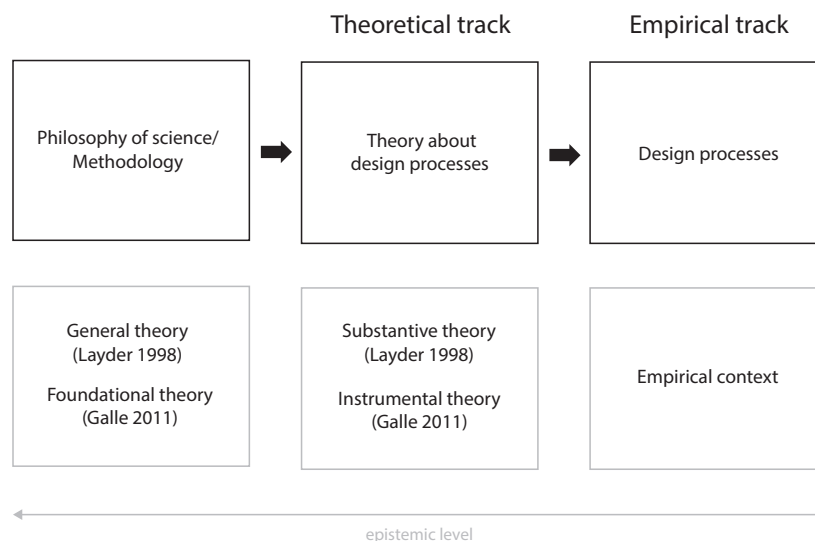 Theoretical track
Empirical track
Philosophy of science/
Methodology
Theory about
design processes
Design processes
General theory
(Layder 1998)
Foundational theory
(Galle 2011)
Substantive theory
(Layder 1998)
Instrumental theory
(Galle 2011)
Empirical context
epistemic level